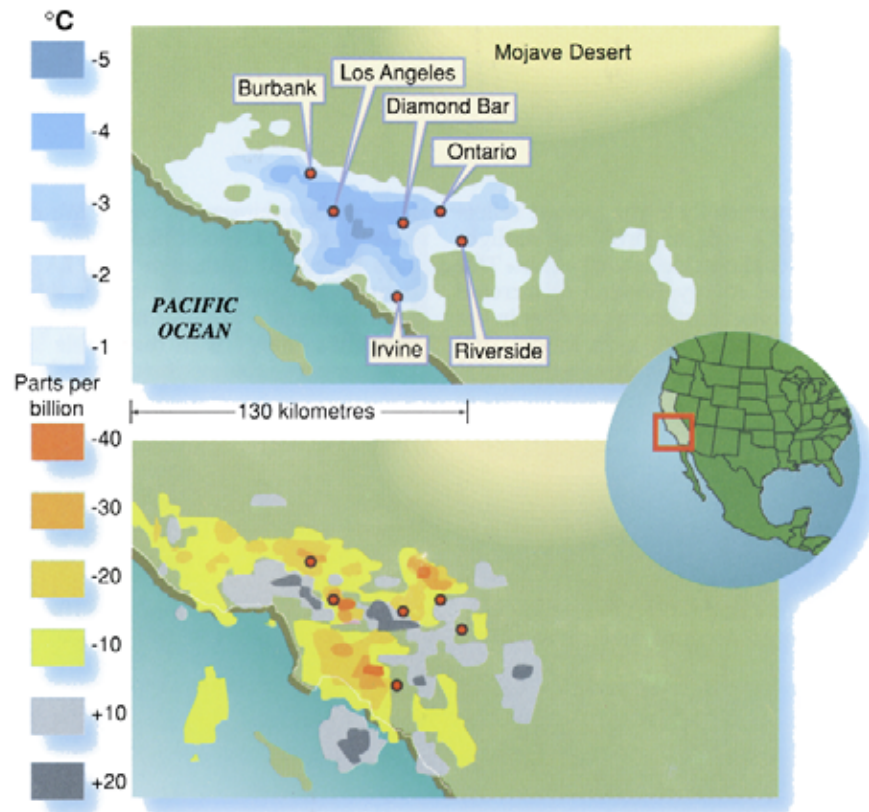 °C
-5
-4
-3
-2
-1
Mojave Desert
Los Angeles
Burbank
Diamond Bar
Ontario
PACIFIC
OCEAN
Irvine
Riverside
130 kilometres
Parts per
billion
-40
-30
-20
-10
+10
+20